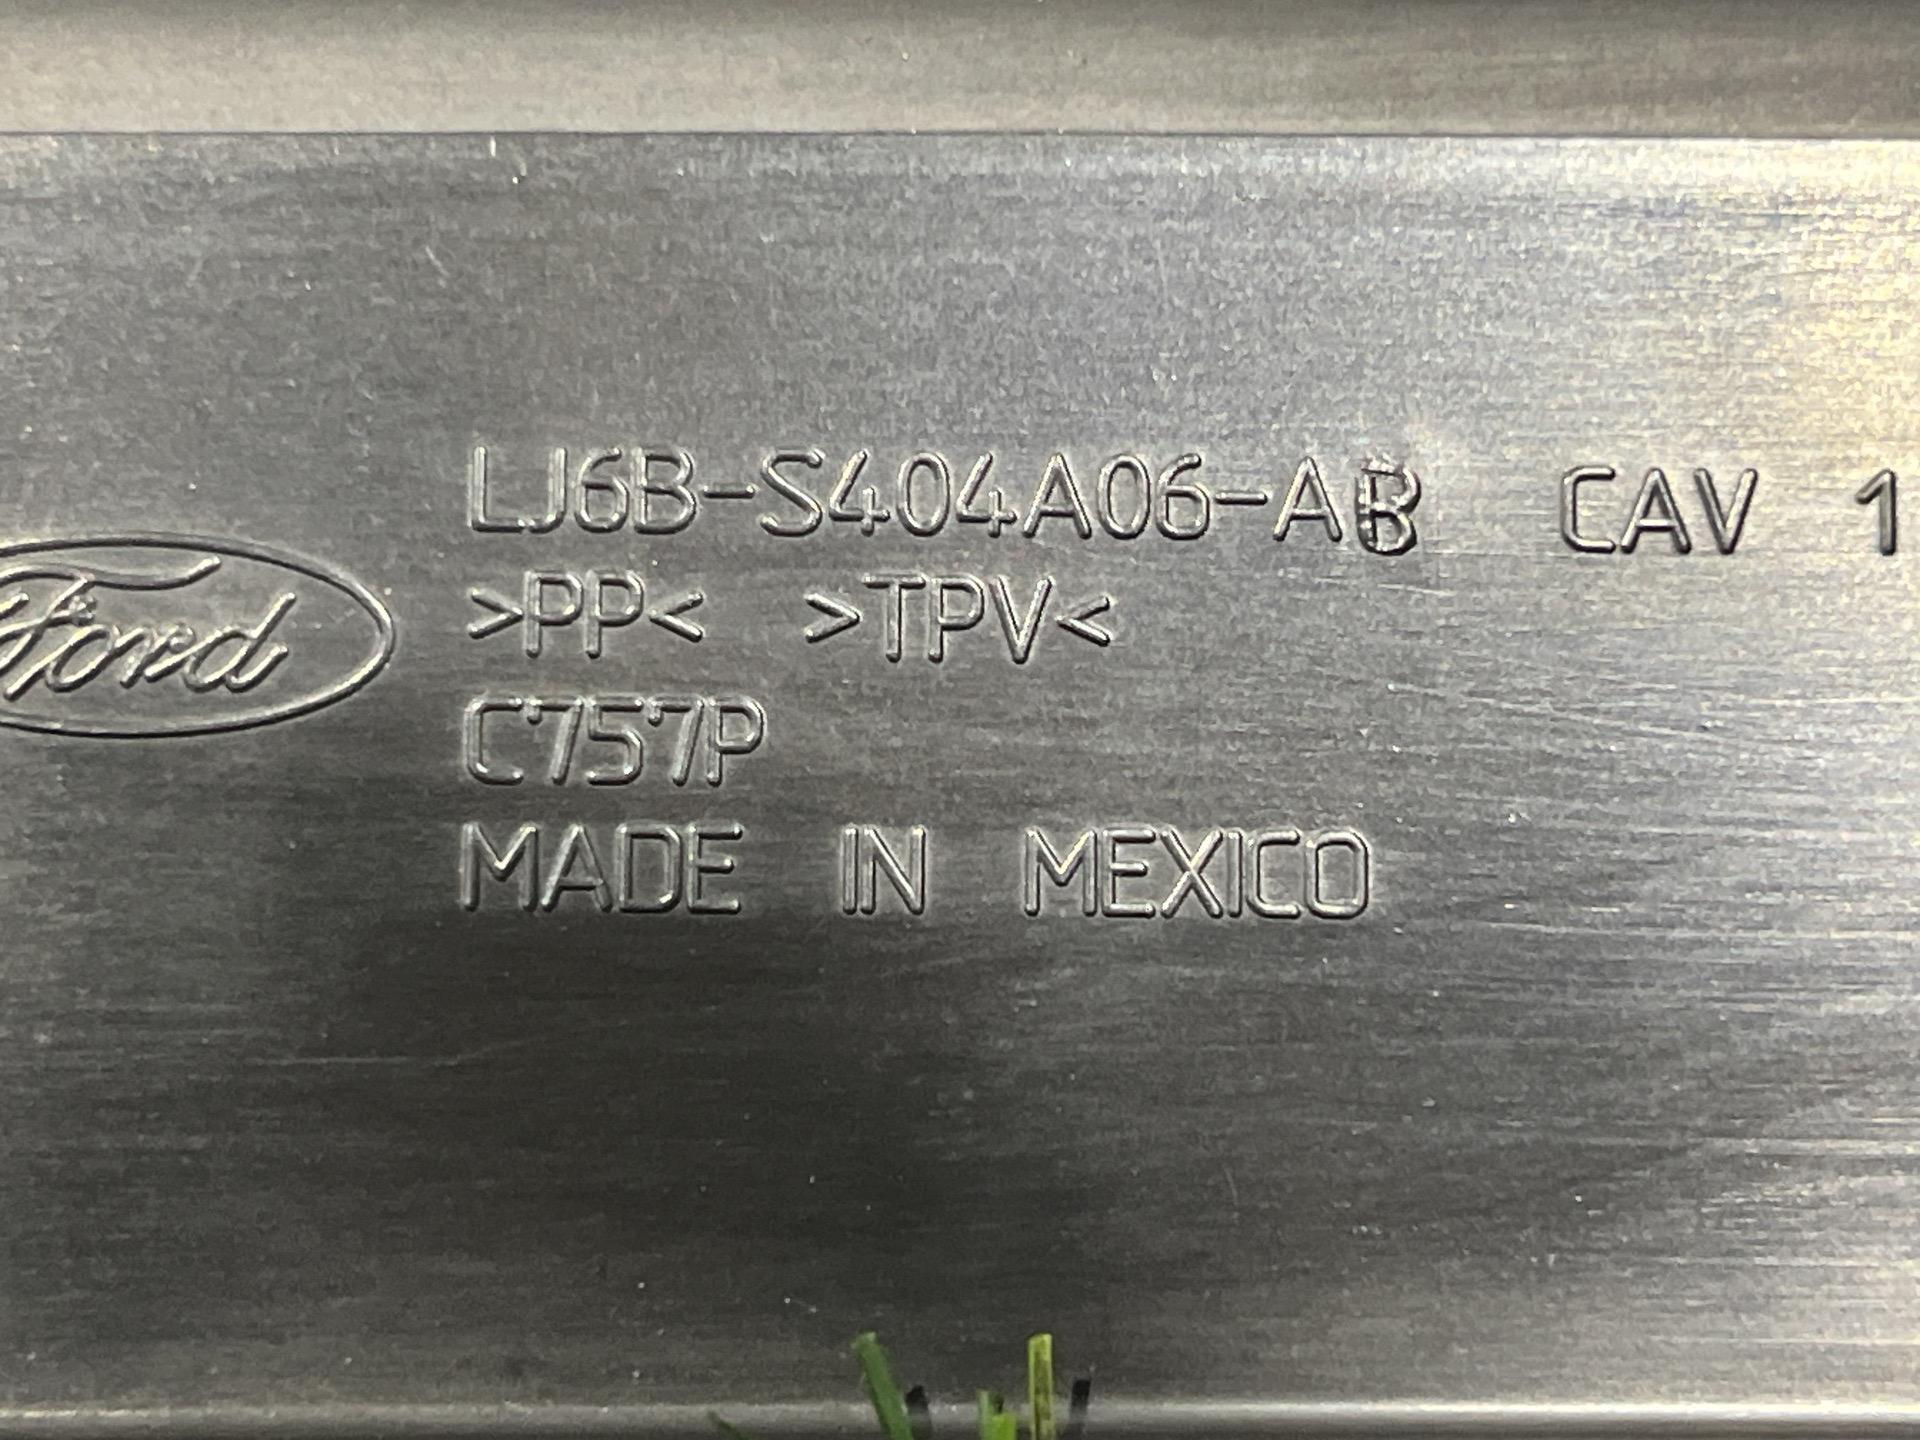 LJ6B-S404A06-AB CAV 1
Ford
>PP< >TPV<
C757P
MADE IN MEXICO